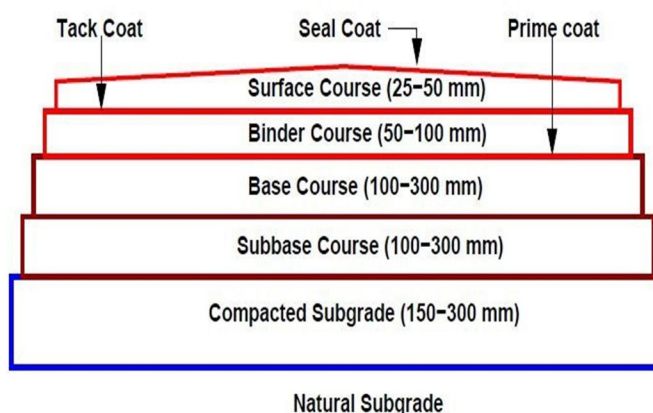 Tack Coat
Seal Coat
Prime coat
Surface Course (25-50 mm)
Binder Course (50-100 mm)
Base Course (100-300 mm)
Subbase Course (100-300 mm)
Compacted Subgrade (150-300 mm)
Natural Subgrade